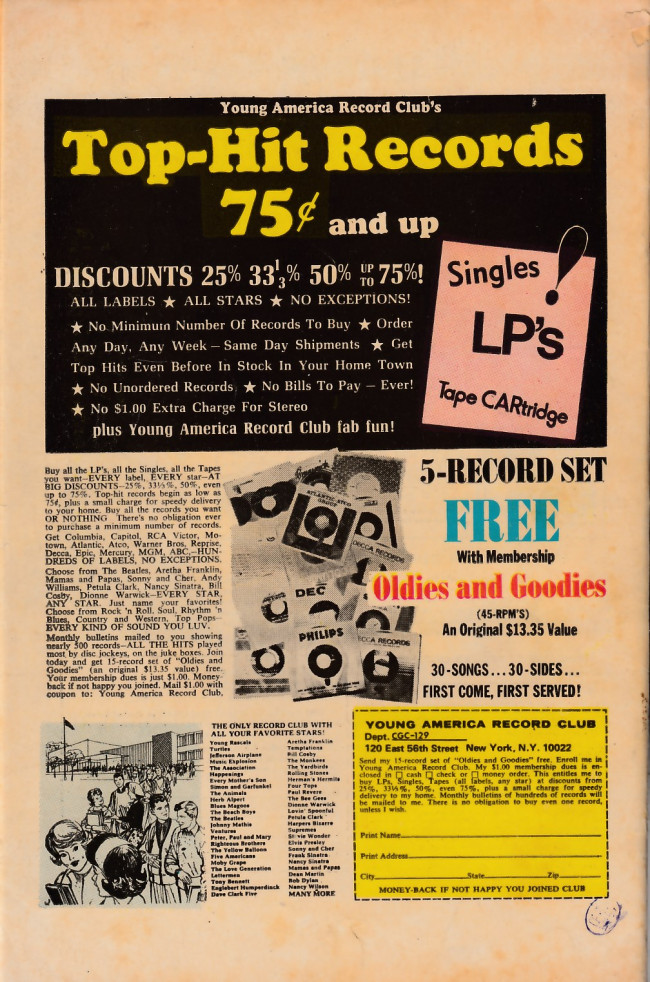 Young America Record Club's
Top-Hit Records
75¢ and up
DISCOUNTS 25% 33⅓% 50% UP TO 75%!
ALL LABELS ★ ALL STARS ★ NO EXCEPTIONS!
★ No Minimum Number of Records To Buy ★ Order
Any Day, Any Week – Same Day Shipments ★ Get
Top Hits Even Before In Stock In Your Home Town
★ No Unordered Records ★ No Bills To Pay – Ever!
★ No $1.00 Extra Charge For Stereo
plus Young America Record Club fab fun!
Singles
LP's
Tape CARtridge
!
Buy all the LP's, all the Singles, all the Tapes
you want—EVERY label, EVERY star—AT
BIG DISCOUNTS—25%, 33⅓%, 50%, even
up to 75%. Top-hit records begin as low as
75¢, plus a small charge for speedy delivery
to your home. Buy all the records you want
OR NOTHING There's no obligation ever
to purchase a minimum number of records.
Get Columbia, Capitol, RCA Victor, Mo-
town, Atlantic, Atco, Warner Bros. Reprise,
Decca, Epic, Mercury, MGM, ABC,—HUN-
DREDS OF LABELS, NO EXCEPTIONS.
Choose from The Beatles, Aretha Franklin,
Mamas and Papas, Sonny and Cher, Andy
Williams, Petula Clark, Nancy Sinatra, Bill
Cosby, Dionne Warwick—EVERY STAR,
ANY STAR. Just name your favorites!
Choose from Rock 'n Roll, Soul, Rhythm 'n
Blues, Country and Western, Top Pops—
EVERY KIND OF SOUND YOU LUV.
Monthly bulletins mailed to you showing
nearly 500 records—ALL THE HITS played
most by disc jockeys, on the juke boxes. Join
today and get 15-record set of "Oldies and
Goodies" (an original $13.35 value) free.
Your membership dues is just $1.00. Money-
back if not happy you joined. Mail $1.00 with
coupon to: Young America Record Club,
ATLANTIC-ATCO
DECCA RECORDS
DEC
PHILIPS
DECCA RECORDS
5-RECORD SET
FREE
With Membership
Oldies and Goodies
(45-RPM'S)
An Original $13.35 Value
30-SONGS...30-SIDES...
FIRST COME, FIRST SERVED!
THE ONLY RECORD CLUB WITH
ALL YOUR FAVORITE STARS!
Young Rascals
Turtles
Jefferson Airplane
Music Explosion
The Association
Happenings
Every Mother's Son
Simon and Garfunkel
The Animals
Herb Alpert
Blues Magoos
The Beach Boys
The Beatles
Johnny Mathis
Ventures
Peter, Paul and Mary
Righteous Brothers
The Yellow Balloon
Five Americans
Moby Grape
The Love Generation
Lettermen
Tony Bennett
Englebert Humperdinck
Dave Clark Five
Aretha Franklin
Temptations
Bill Cosby
The Monkees
The Yardbirds
Rolling Stones
Herman's Hermits
Four Tops
Paul Revere
The Bee Gees
Dionne Warwick
Lovin' Spoonful
Petula Clark
Harpers Bizarre
Supremes
Stevie Wonder
Elvis Presley
Sonny and Cher
Frank Sinatra
Nancy Sinatra
Mamas and Papas
Dean Martin
Bob Dylan
Nancy Wilson
MANY MORE
YOUNG AMERICA RECORD CLUB
Dept. CGC-129
120 East 56th Street New York, N.Y. 10022
Send my 15-record set of "Oldies and Goodies" free. Enroll me in
Young America Record Club. My $1.00 membership dues is en-
closed in □ cash □ check or □ money order. This entitles me to
buy LPs, Singles, Tapes (all labels, any star) at discounts from
25%, 33⅓%, 50%, even 75%, plus a small charge for speedy
delivery to my home. Monthly bulletins of hundreds of records will
be mailed to me. There is no obligation to buy even one record,
unless I wish.
Print Name
Print Address
City State Zip
MONEY-BACK IF NOT HAPPY YOU JOINED CLUB